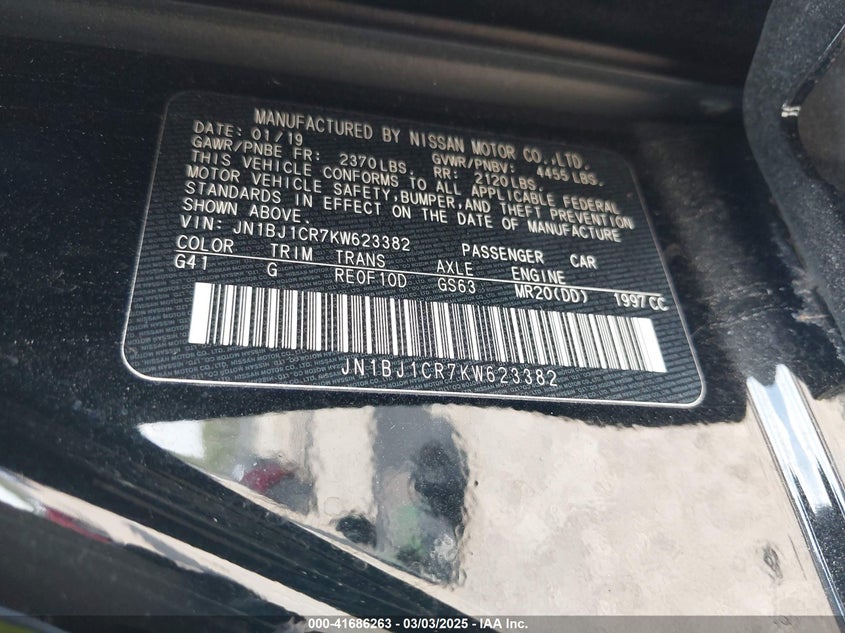 MANUFACTURED BY NISSAN MOTOR CO.,LTD.
DATE: 01/19 GVWR/PNBV: 4455 LBS.
GAWR/PNBE FR: 2370LBS. RR: 2120LBS.
THIS VEHICLE CONFORMS TO ALL APPLICABLE FEDERAL
MOTOR VEHICLE SAFETY, BUMPER, AND THEFT PREVENTION
STANDARDS IN EFFECT ON THE DATE OF MANUFACTURE
SHOWN ABOVE.
VIN: JN1BJ1CR7KW623382 PASSENGER CAR
COLOR TRIM TRANS AXLE ENGINE
G41 G RE0F10D GS63 MR20(DD) 1997CC
JN1BJ1CR7KW623382
000-41686263 - 03/03/2025 - IAA Inc.